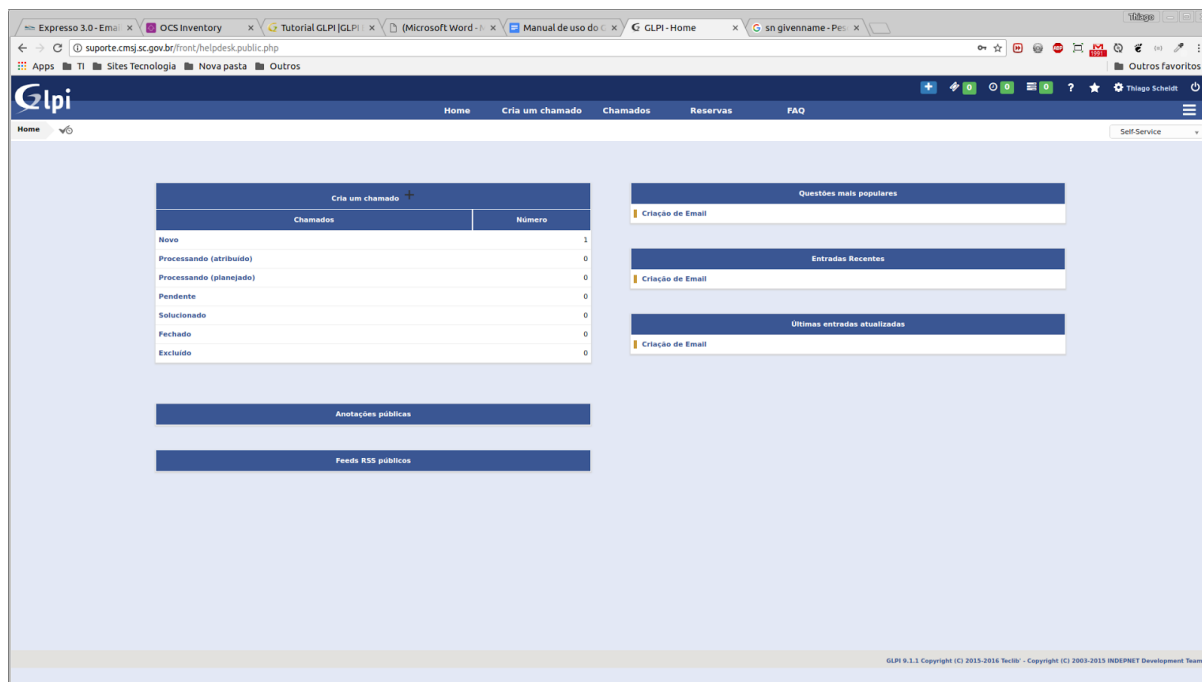 Thiago
Expresso 3.0 - Emai
OCS Inventory
Tutorial GLPI |GLPI
(Microsoft Word - M
Manual de uso do
GLPI - Home
sn givenname - Pes
suporte.cmsj.sc.gov.br/front/helpdesk.public.php
1991
Apps TI Sites Tecnologia Nova pasta Outros Outros favoritos
Glpi
0 0 0 ? Thiago Scheidt
Home Cria um chamado Chamados Reservas FAQ
Home
Self-Service
Cria um chamado +
Chamados Número
Novo 1
Processando (atribuído) 0
Processando (planejado) 0
Pendente 0
Solucionado 0
Fechado 0
Excluído 0
Anotações públicas
Feeds RSS públicos
Questões mais populares
Criação de Email
Entradas Recentes
Criação de Email
Últimas entradas atualizadas
Criação de Email
GLPI 9.1.1 Copyright (C) 2015-2016 Teclib' - Copyright (C) 2003-2015 INDEPNET Development Team